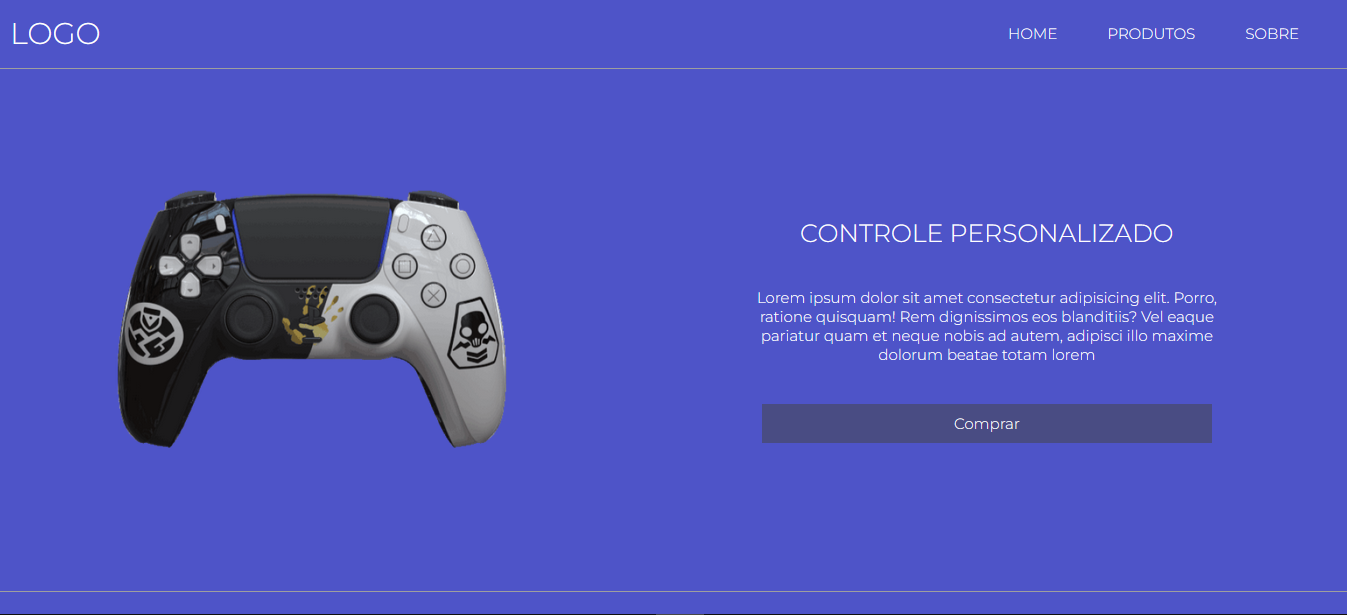 LOGO
HOME PRODUTOS SOBRE
CONTROLE PERSONALIZADO
Lorem ipsum dolor sit amet consectetur adipisicing elit. Porro,
ratione quisquam! Rem dignissimos eos blanditiis? Vel eaque
pariatur quam et neque nobis ad autem, adipisci illo maxime
dolorum beatae totam lorem
Comprar